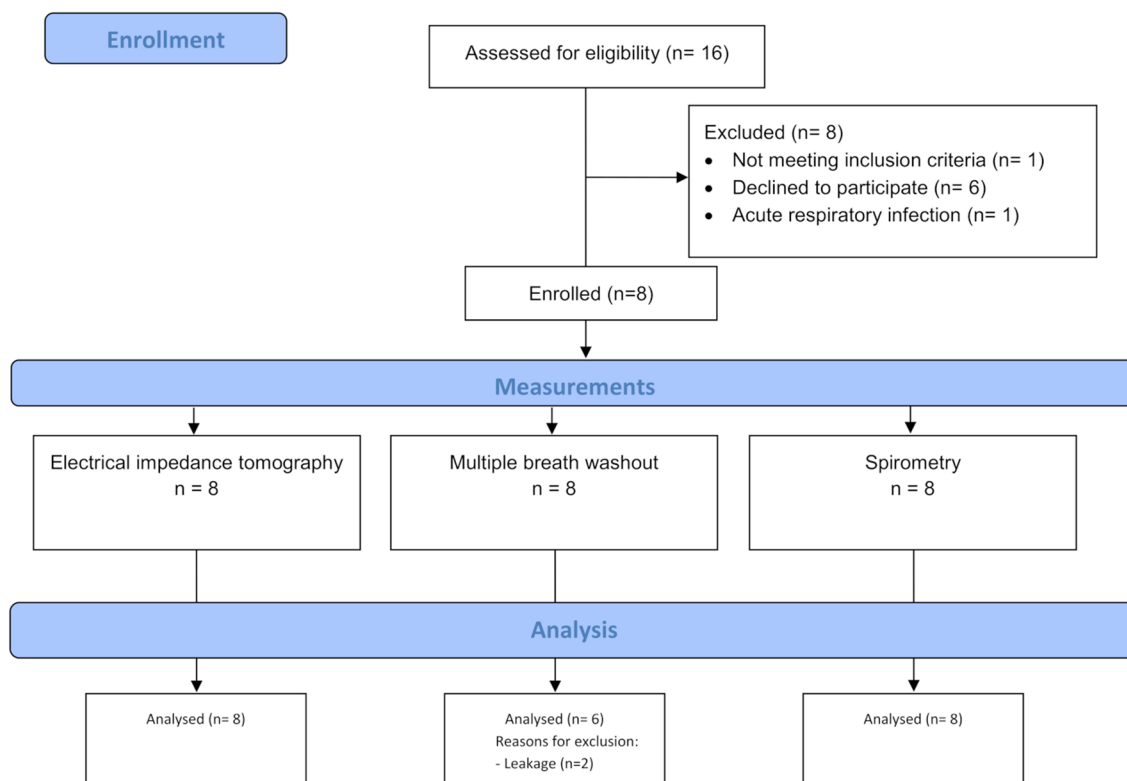 Enrollment
Assessed for eligibility (n= 16)
Excluded (n= 8)
• Not meeting inclusion criteria (n= 1)
• Declined to participate (n= 6)
• Acute respiratory infection (n= 1)
Enrolled (n=8)
Measurements
Electrical impedance tomography
n = 8
Multiple breath washout
n = 8
Spirometry
n = 8
Analysis
Analysed (n= 8)
Analysed (n= 6)
Reasons for exclusion:
- Leakage (n=2)
Analysed (n= 8)